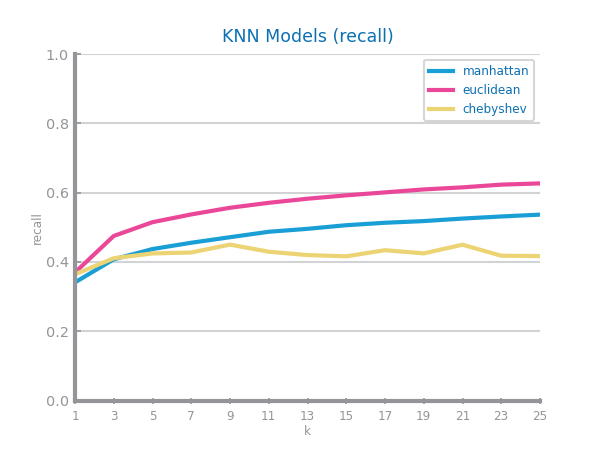 KNN Models (recall)
1.0
0.8
0.6
0.4
0.2
0.0
recall
manhattan
euclidean
chebyshev
1 3 5 7 9 11 13 15 17 19 21 23 25
k